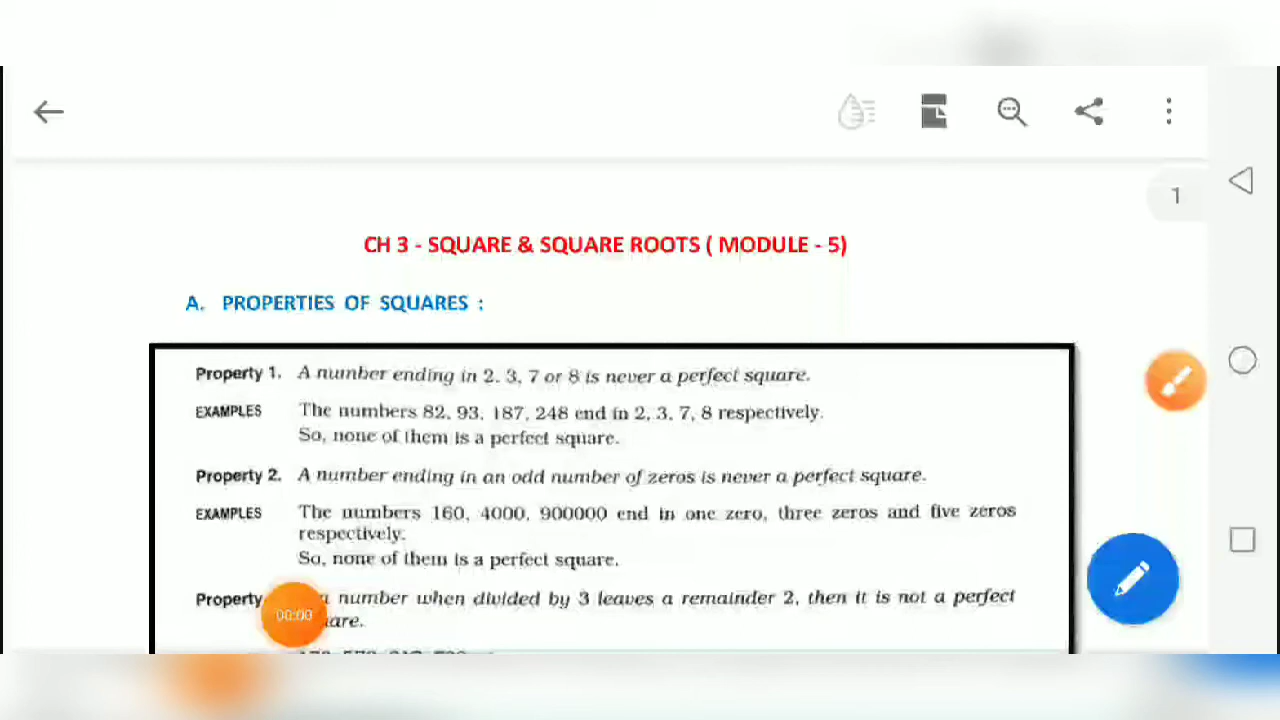 1
CH 3 - SQUARE & SQUARE ROOTS ( MODULE - 5)
A. PROPERTIES OF SQUARES :
Property 1. A number ending in 2, 3, 7 or 8 is never a perfect square.
EXAMPLES The numbers 82, 93, 187, 248 end in 2, 3, 7, 8 respectively.
So, none of them is a perfect square.
Property 2. A number ending in an odd number of zeros is never a perfect square.
EXAMPLES The numbers 160, 4000, 900000 end in one zero, three zeros and five zeros
respectively.
So, none of them is a perfect square.
Property number when divided by 3 leaves a remainder 2, then it is not a perfect
00:00